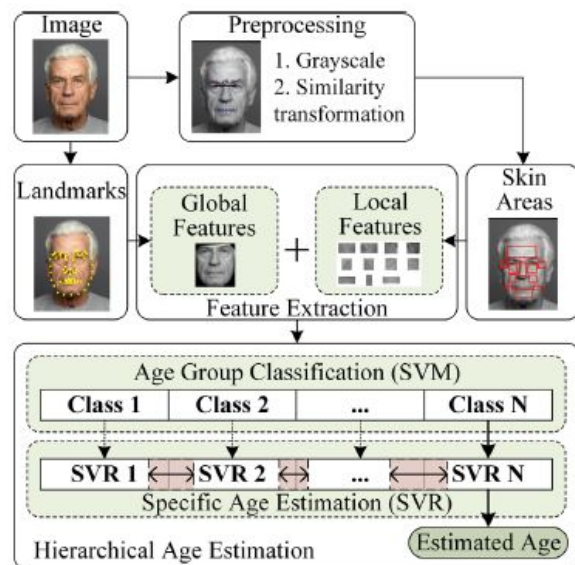 Image
Preprocessing
1. Grayscale
2. Similarity
transformation
Landmarks
Global
Features
+
Local
Features
Feature Extraction
Skin
Areas
Age Group Classification (SVM)
Class 1 Class 2 ... Class N
SVR 1 SVR 2 ... SVR N
Specific Age Estimation (SVR)
Hierarchical Age Estimation
Estimated Age